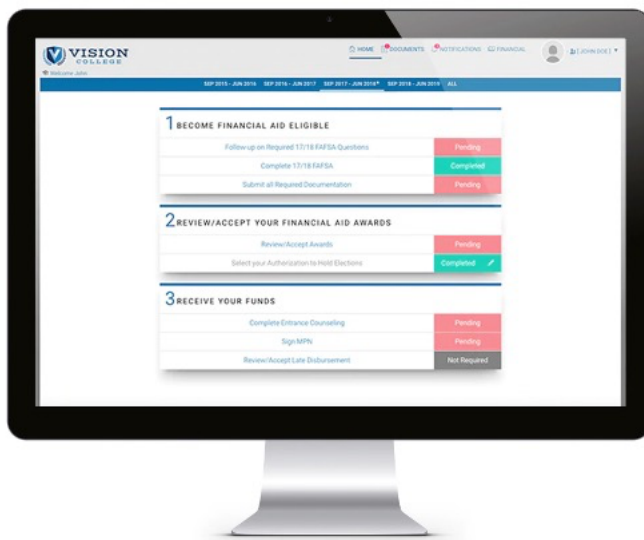 VISION
COLLEGE
HOME DOCUMENTS NOTIFICATIONS FINANCIAL [ JOHN DOE ]
Welcome John
SEP 2015 - JUN 2016 SEP 2016 - JUN 2017 SEP 2017 - JUN 2018* SEP 2018 - JUN 2019 ALL
1 BECOME FINANCIAL AID ELIGIBLE
Follow up on Required 17/18 FAFSA Questions Pending
Complete 17/18 FAFSA Completed
Submit all Required Documentation Pending
2 REVIEW/ACCEPT YOUR FINANCIAL AID AWARDS
Review/Accept Awards Pending
Select your Authorization to Hold Elections Completed
3 RECEIVE YOUR FUNDS
Complete Entrance Counseling Pending
Sign MPN Pending
Review/Accept Late Disbursement Not Required